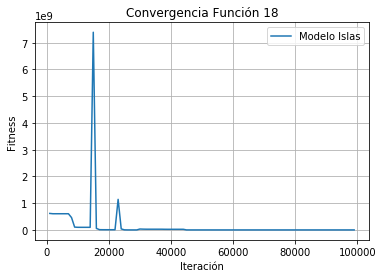 Convergencia Función 18
1e9
Modelo Islas
7
6
5
4
3
2
1
0
Fitness
0 20000 40000 60000 80000 100000
Iteración